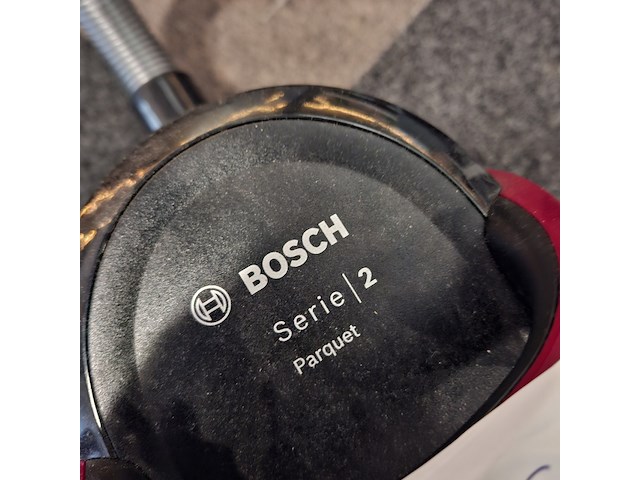 BOSCH
Serie | 2
Parquet